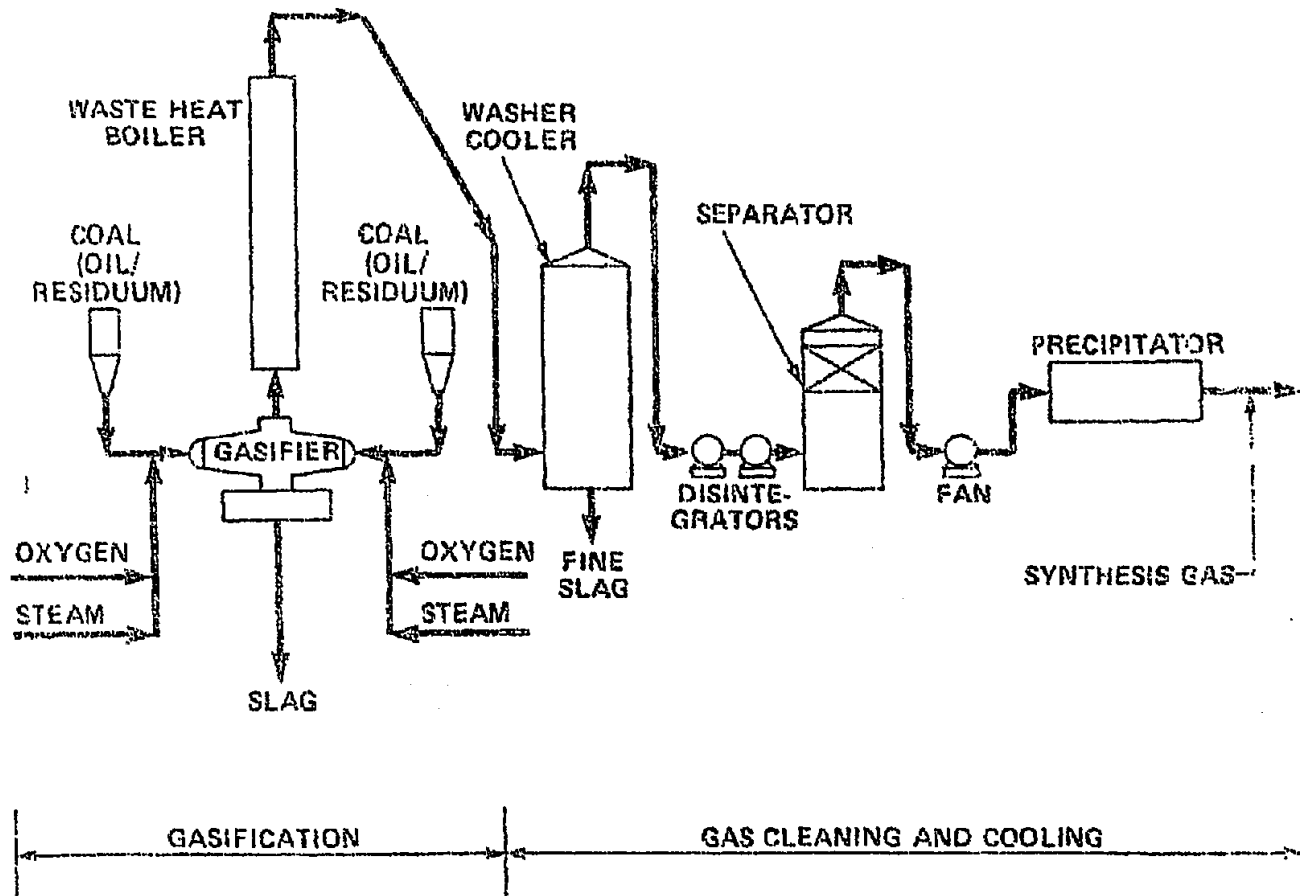 WASTE HEAT
BOILER
WASHER
COOLER
SEPARATOR
COAL
(OIL/
RESIDUUM)
COAL
(OIL/
RESIDUUM)
PRECIPITATOR
GASIFIER
DISINTE-
GRATORS
FAN
OXYGEN
OXYGEN
FINE
SLAG
SYNTHESIS GAS
STEAM
STEAM
SLAG
GASIFICATION
GAS CLEANING AND COOLING